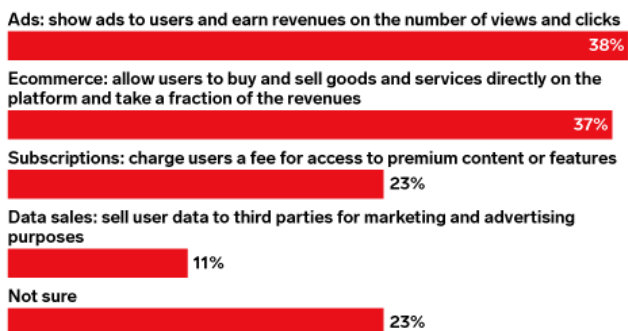 Ads: show ads to users and earn revenues on the number of views and clicks
38%
Ecommerce: allow users to buy and sell goods and services directly on the
platform and take a fraction of the revenues
37%
Subscriptions: charge users a fee for access to premium content or features
23%
Data sales: sell user data to third parties for marketing and advertising
purposes
11%
Not sure
23%